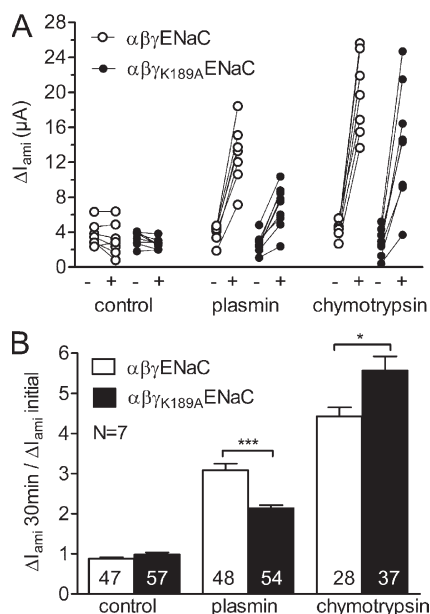 A
28
24
20
16
12
8
4
0
ΔIami (μA)
αβγENaC
αβγK189AENaC
- + - + - + - + - + - +
control plasmin chymotrypsin
B
6
5
4
3
2
1
0
ΔIami 30min / ΔIami initial
αβγENaC
αβγK189AENaC
N=7
***
*
47 57 48 54 28 37
control plasmin chymotrypsin